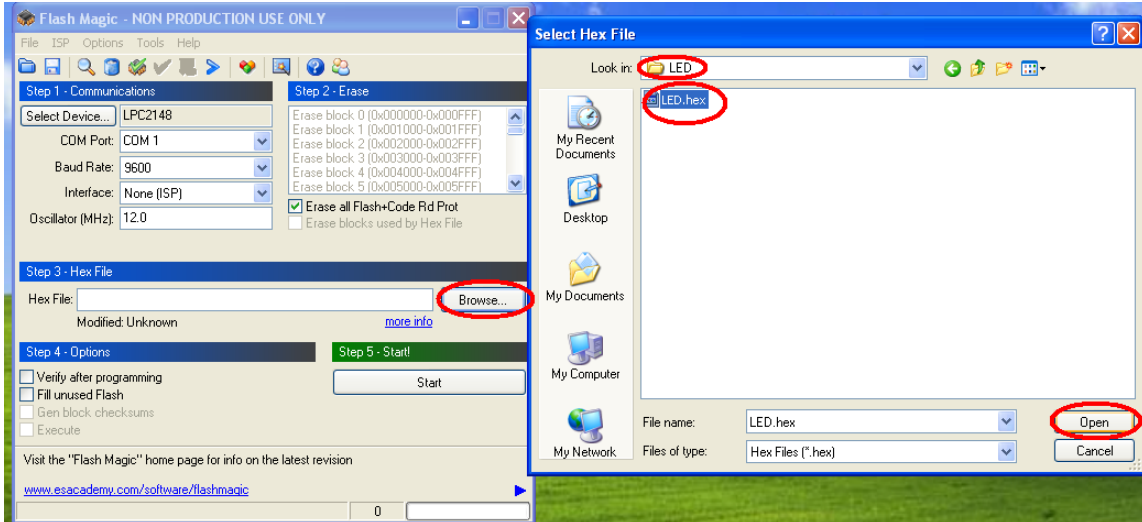 Flash Magic - NON PRODUCTION USE ONLY
File ISP Options Tools Help
Step 1 - Communications
Select Device... LPC2148
COM Port: COM 1
Baud Rate: 9600
Interface: None (ISP)
Oscillator (MHz): 12.0
Step 2 - Erase
Erase block 0 (0x000000-0x000FFF)
Erase block 1 (0x001000-0x001FFF)
Erase block 2 (0x002000-0x002FFF)
Erase block 3 (0x003000-0x003FFF)
Erase block 4 (0x004000-0x004FFF)
Erase block 5 (0x005000-0x005FFF)
Erase all Flash+Code Rd Prot
Erase blocks used by Hex File
Step 3 - Hex File
Hex File: Browse...
Modified: Unknown more info
Step 4 - Options
Verify after programming
Fill unused Flash
Gen block checksums
Execute
Step 5 - Start!
Start
Visit the "Flash Magic" home page for info on the latest revision
www.esacademy.com/software/flashmagic
0
Select Hex File
Look in: LED
LED.hex
My Recent
Documents
Desktop
My Documents
My Computer
My Network
File name: LED.hex Open
Files of type: Hex Files (*.hex) Cancel